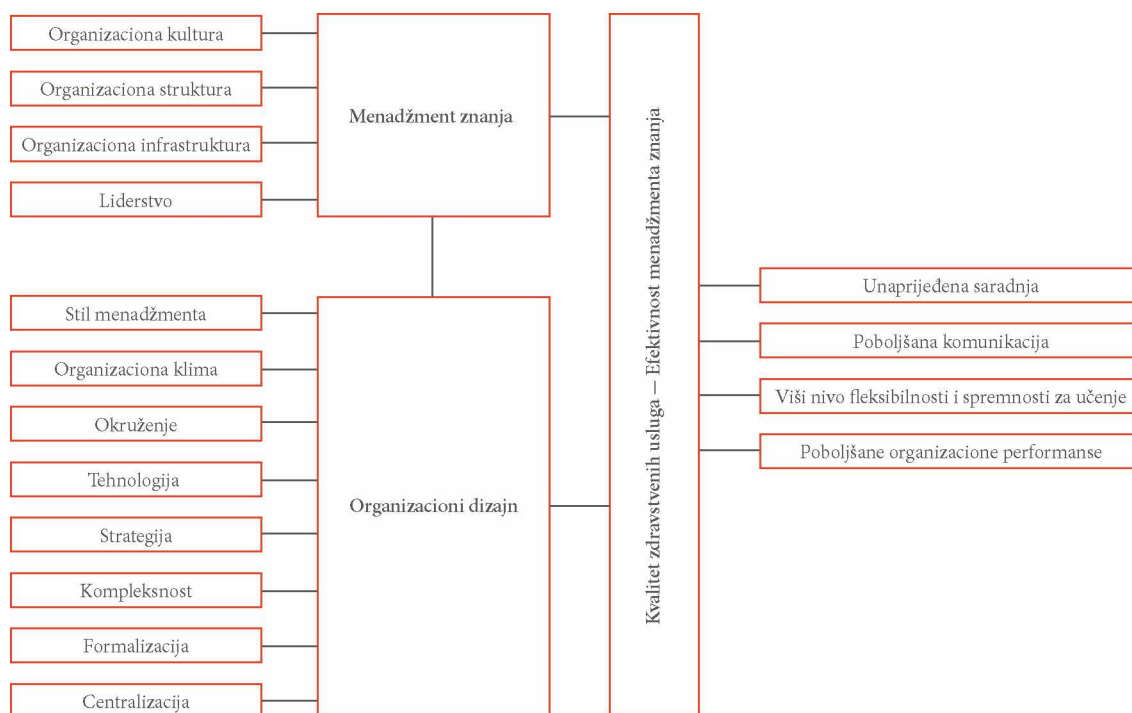 Organizaciona kultura
Organizaciona struktura
Organizaciona infrastruktura
Liderstvo
Menadžment znanja
Stil menadžmenta
Organizaciona klima
Okruženje
Tehnologija
Strategija
Kompleksnost
Formalizacija
Centralizacija
Organizacioni dizajn
Kvalitet zdravstvenih usluga — Efektivnost menadžmenta znanja
Unaprijeđena saradnja
Poboljšana komunikacija
Viši nivo fleksibilnosti i spremnosti za učenje
Poboljšane organizacione performanse